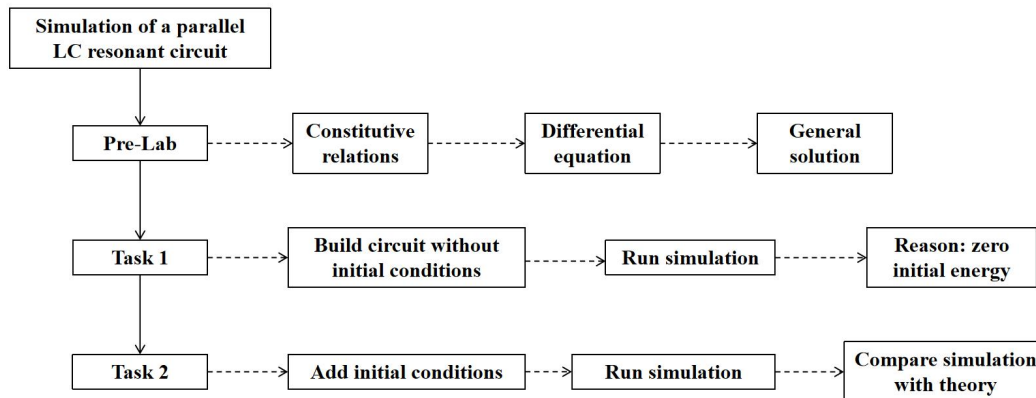 Simulation of a parallel
LC resonant circuit
Pre-Lab
Constitutive
relations
Differential
equation
General
solution
Task 1
Build circuit without
initial conditions
Run simulation
Reason: zero
initial energy
Task 2
Add initial conditions
Run simulation
Compare simulation
with theory